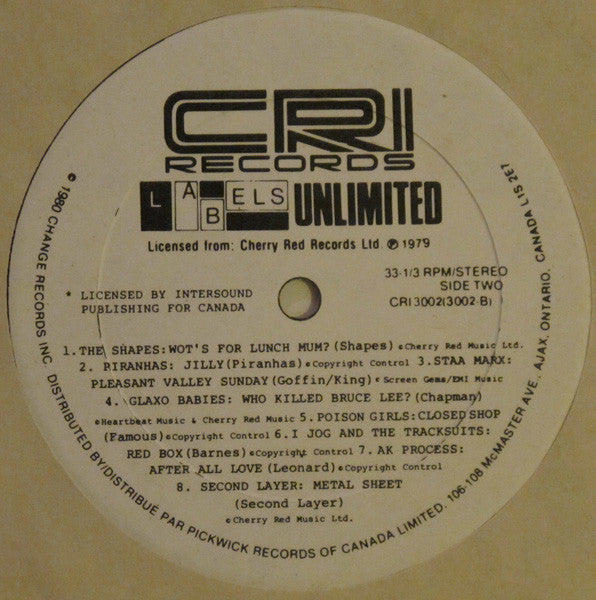 CRI
RECORDS
LABELS UNLIMITED
Licensed from: Cherry Red Records Ltd. ℗ 1979
33-1/3 RPM/STEREO
SIDE TWO
CRI 3002(3002-B)
* LICENSED BY INTERSOUND
PUBLISHING FOR CANADA
1.THE SHAPES:WOT'S FOR LUNCH MUM?(Shapes) ©Cherry Red Music Ltd.
2. PIRANHAS: JILLY(Piranhas)©Copyright Control 3.STAA MARX:
PLEASANT VALLEY SUNDAY(Goffin/King)© Screen Gems/EMI Music
4. GLAXO BABIES: WHO KILLED BRUCE LEE?(Chapman)
©Heartbeat Music & Cherry Red Music 5. POISON GIRLS:CLOSED SHOP
(Famous)©Copyright Control 6.I JOG AND THE TRACKSUITS:
RED BOX(Barnes)©Copyright Control 7.AK PROCESS:
AFTER ALL LOVE(Leonard)©Copyright Control
8. SECOND LAYER: METAL SHEET
(Second Layer)
©Cherry Red Music Ltd.
℗ 1980 CHANGE RECORDS INC. DISTRIBUTED BY/DISTRIBUÉ PAR PICKWICK RECORDS OF CANADA LIMITED. 106-108 McMASTER AVE., AJAX, ONTARIO, CANADA L1S 2E7